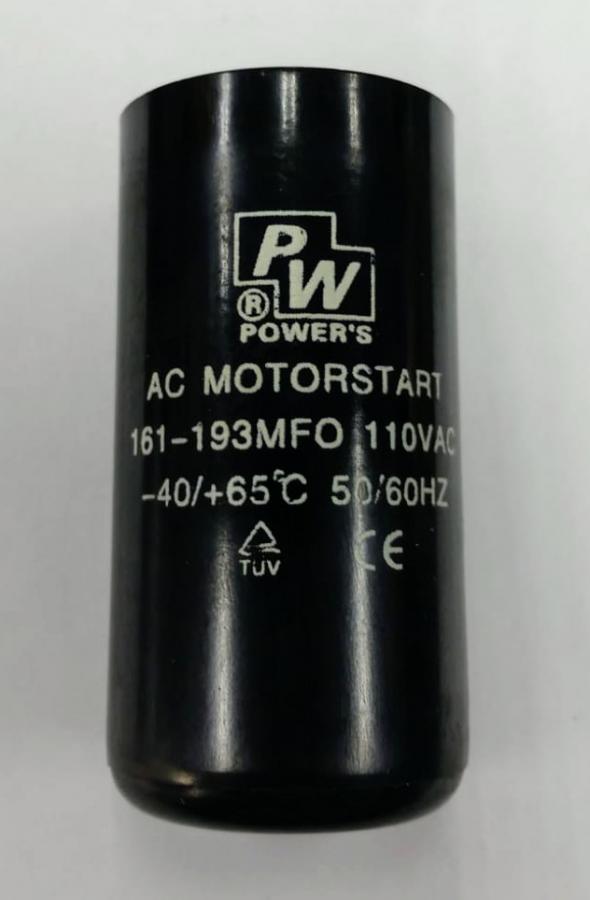 PW
®
POWER'S
AC MOTORSTART
161-193MFO 110VAC
-40/+65℃ 50/60HZ
TUV CE